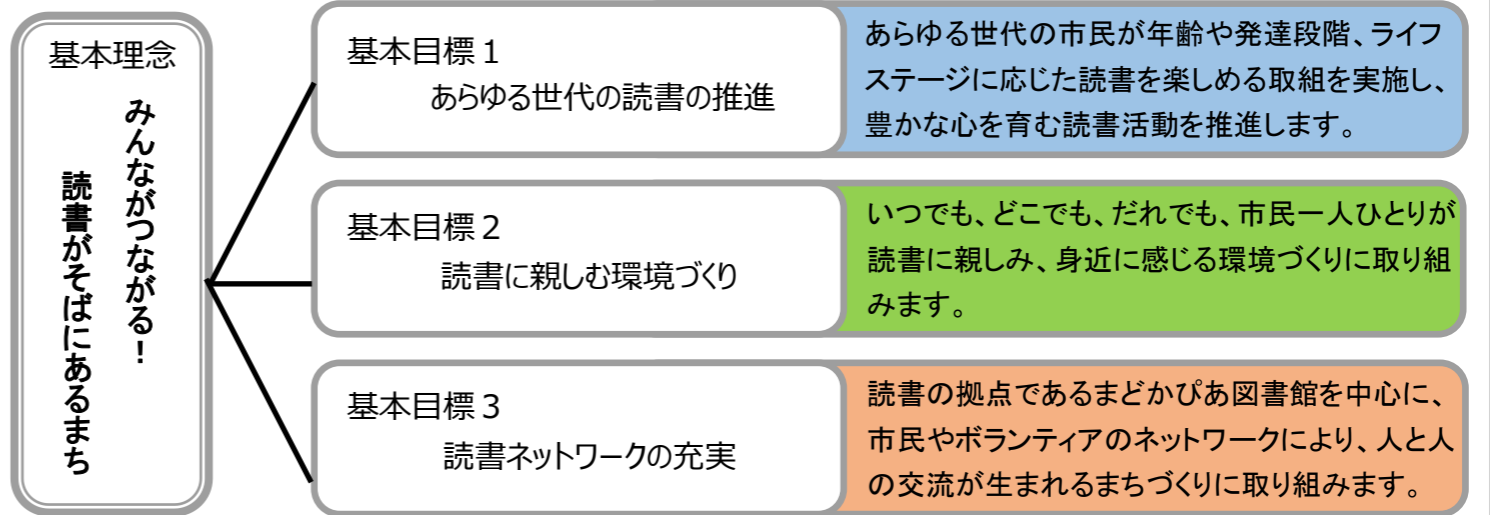 基本理念
みんながつながる！
読書がそばにあるまち
基本目標１
あらゆる世代の読書の推進
あらゆる世代の市民が年齢や発達段階、ライフ
ステージに応じた読書を楽しめる取組を実施し、
豊かな心を育む読書活動を推進します。
基本目標２
読書に親しむ環境づくり
いつでも、どこでも、だれでも、市民一人ひとりが
読書に親しみ、身近に感じる環境づくりに取り組
みます。
基本目標３
読書ネットワークの充実
読書の拠点であるまどかぴあ図書館を中心に、
市民やボランティアのネットワークにより、人と人
の交流が生まれるまちづくりに取り組みます。